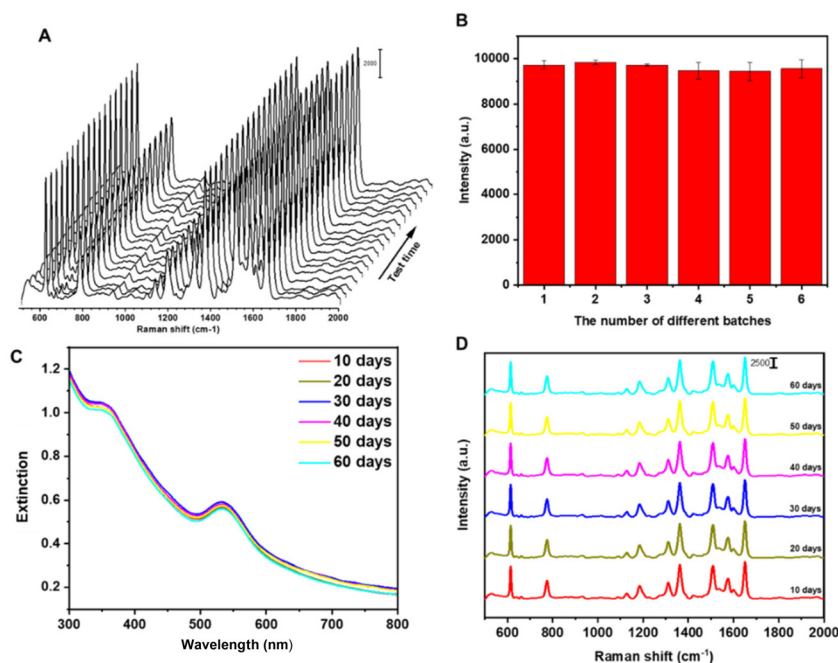 A
2000
Test time
600 800 1000 1200 1400 1600 1800 2000
Raman shift (cm-1)
B
Intensity (a.u.)
10000
8000
6000
4000
2000
0
1 2 3 4 5 6
The number of different batches
C
Extinction
1.2
1.0
0.8
0.6
0.4
0.2
10 days
20 days
30 days
40 days
50 days
60 days
300 400 500 600 700 800
Wavelength (nm)
D
Intensity (a.u.)
2500
60 days
50 days
40 days
30 days
20 days
10 days
600 800 1000 1200 1400 1600 1800 2000
Raman shift (cm⁻¹)